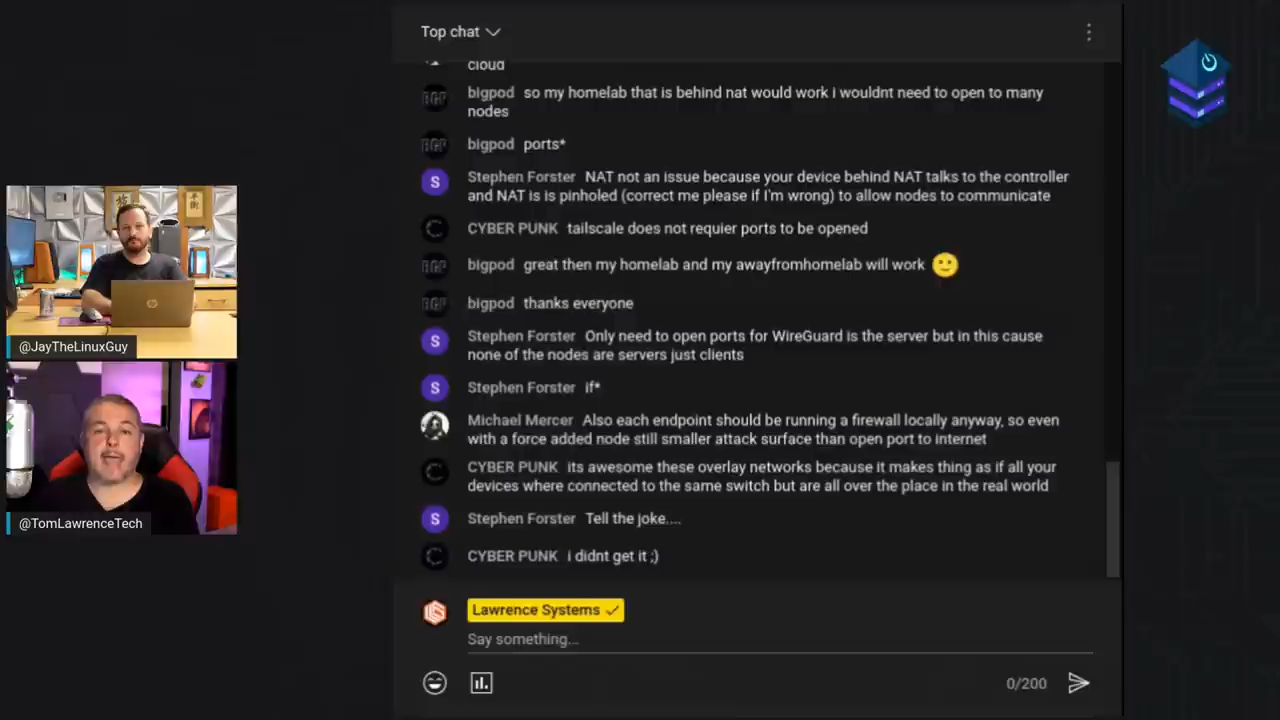 Top chat
cloud
bigpod so my homelab that is behind nat would work i wouldnt need to open to many
nodes
bigpod ports*
Stephen Forster NAT not an issue because your device behind NAT talks to the controller
and NAT is is pinholed (correct me please if I'm wrong) to allow nodes to communicate
CYBER PUNK tailscale does not requier ports to be opened
bigpod great then my homelab and my awayfromhomelab will work
bigpod thanks everyone
Stephen Forster Only need to open ports for WireGuard is the server but in this cause
none of the nodes are servers just clients
Stephen Forster if*
Michael Mercer Also each endpoint should be running a firewall locally anyway, so even
with a force added node still smaller attack surface than open port to internet
CYBER PUNK its awesome these overlay networks because it makes thing as if all your
devices where connected to the same switch but are all over the place in the real world
Stephen Forster Tell the joke....
CYBER PUNK i didnt get it ;)
Lawrence Systems
Say something...
0/200
@JayTheLinuxGuy
@TomLawrenceTech